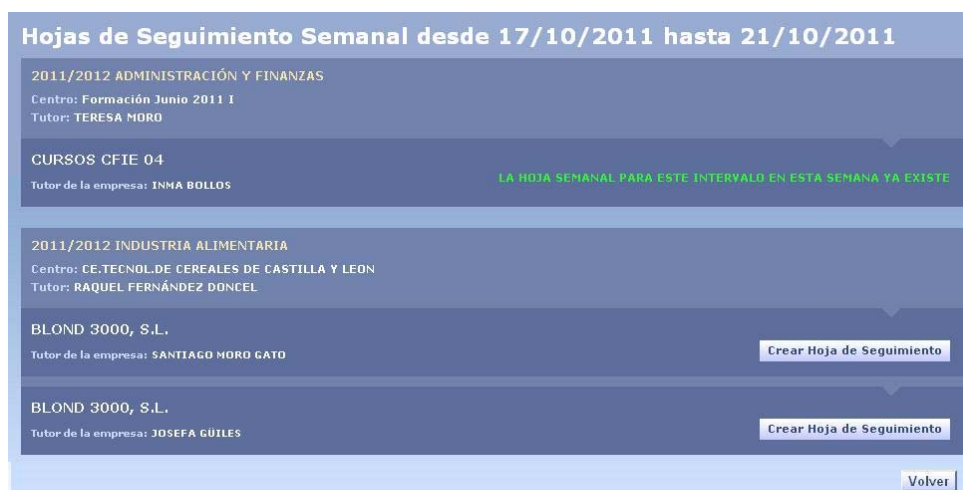 Hojas de Seguimiento Semanal desde 17/10/2011 hasta 21/10/2011
2011/2012 ADMINISTRACIÓN Y FINANZAS
Centro: Formación Junio 2011 I
Tutor: TERESA MORO
CURSOS CFIE 04
Tutor de la empresa: INMA BOLLOS
LA HOJA SEMANAL PARA ESTE INTERVALO EN ESTA SEMANA YA EXISTE
2011/2012 INDUSTRIA ALIMENTARIA
Centro: CE.TECNOL.DE CEREALES DE CASTILLA Y LEON
Tutor: RAQUEL FERNÁNDEZ DONCEL
BLOND 3000, S.L.
Tutor de la empresa: SANTIAGO MORO GATO
Crear Hoja de Seguimiento
BLOND 3000, S.L.
Tutor de la empresa: JOSEFA GÜILES
Crear Hoja de Seguimiento
Volver